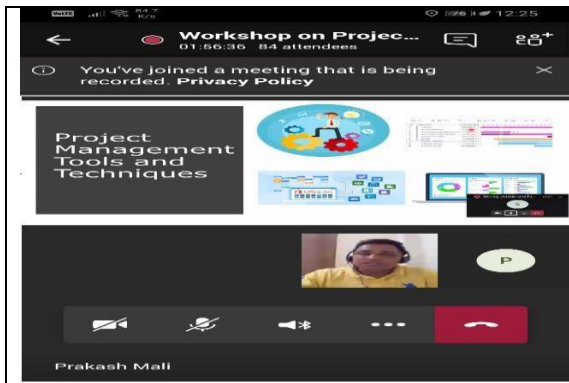 12:25
Workshop on Projec...
01:56:36 84 attendees
You've joined a meeting that is being
recorded. Privacy Policy
Project
Management
Tools and
Techniques
S
P
Prakash Mali